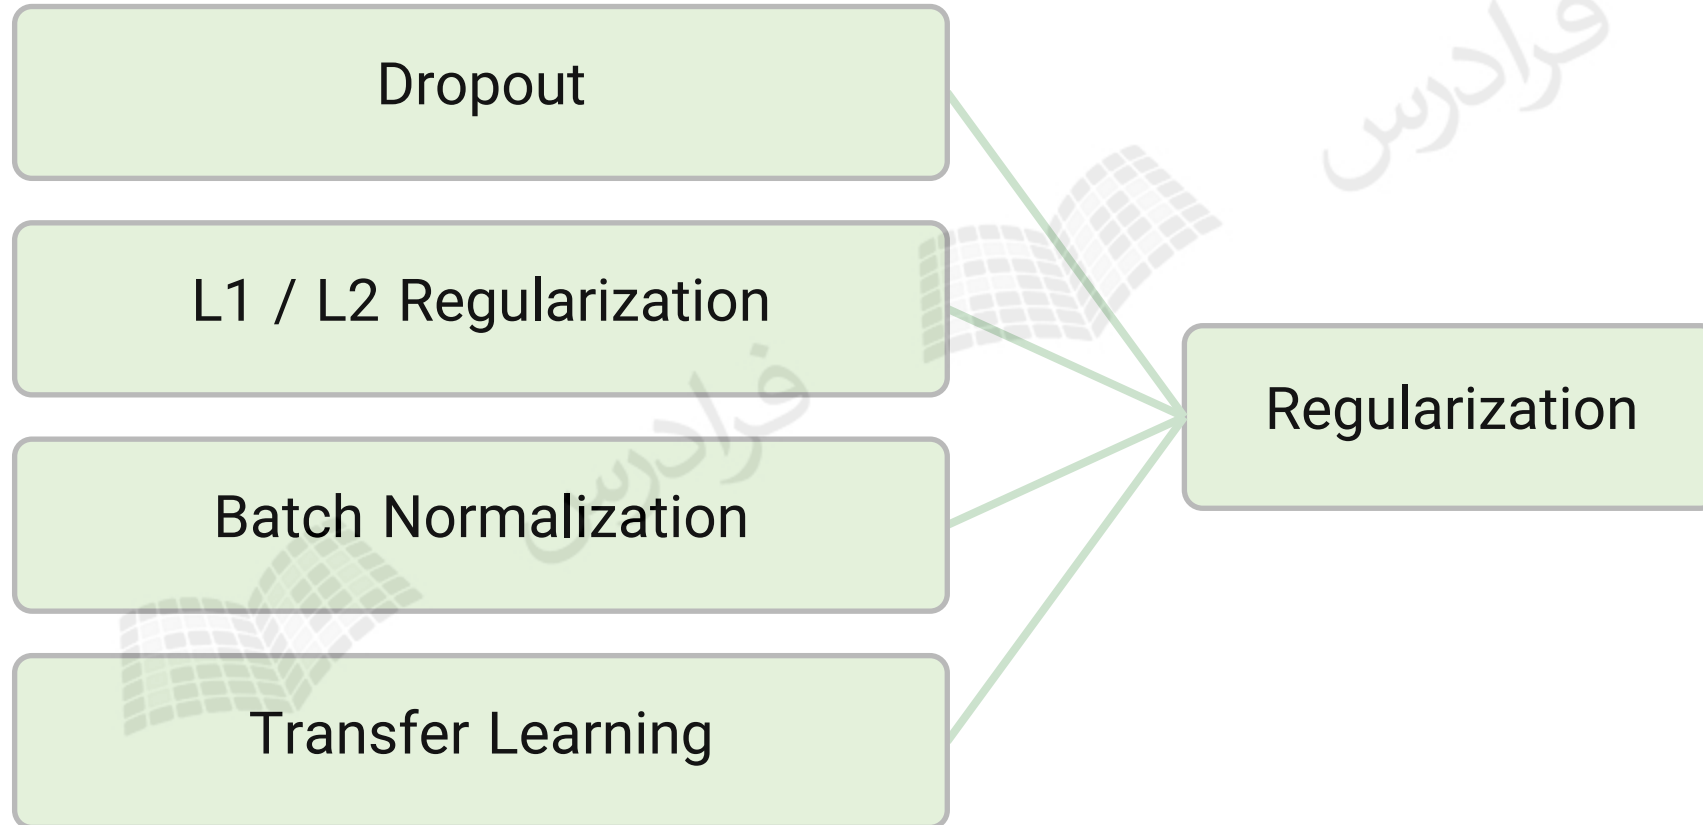 Dropout
فرادرس
L1 / L2 Regularization
Regularization
فرادرس
Batch Normalization
Transfer Learning